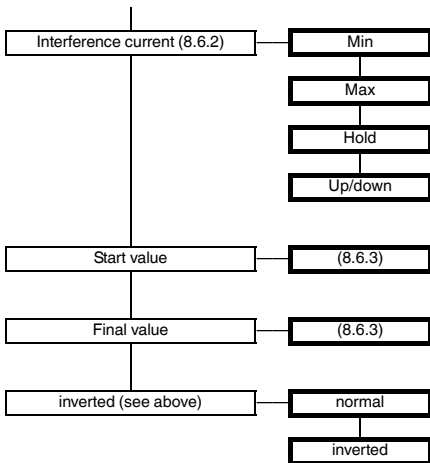 Interference current (8.6.2)
Min
Max
Hold
Up/down
Start value
(8.6.3)
Final value
(8.6.3)
inverted (see above)
normal
inverted